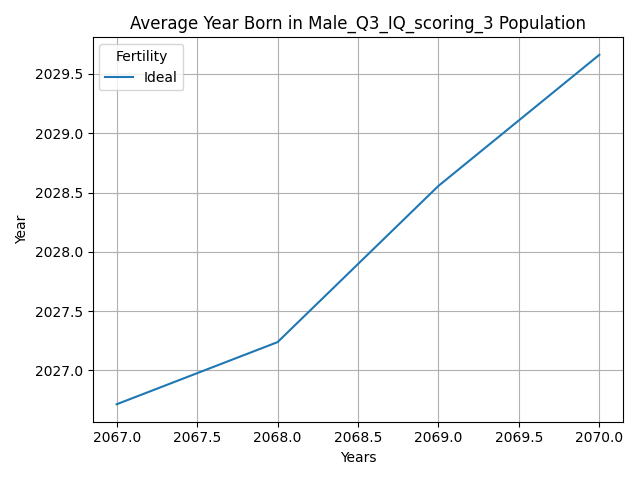 Average Year Born in Male_Q3_IQ_scoring_3 Population
Fertility
Ideal
2029.5
2029.0
2028.5
2028.0
2027.5
2027.0
Year
2067.0 2067.5 2068.0 2068.5 2069.0 2069.5 2070.0
Years